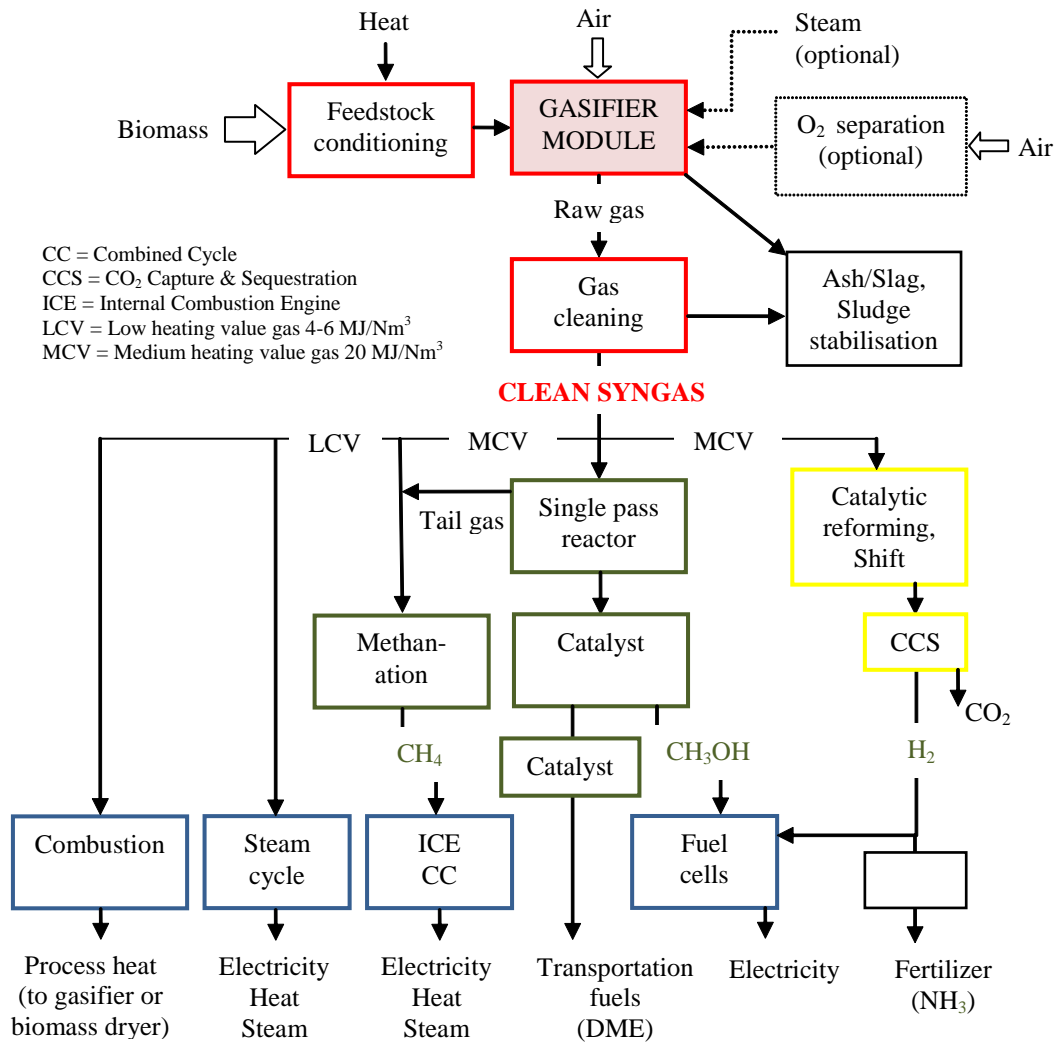 Heat
Air
Steam
(optional)
Biomass
Feedstock
conditioning
GASIFIER
MODULE
O₂ separation
(optional)
Air
Raw gas
CC = Combined Cycle
CCS = CO₂ Capture & Sequestration
ICE = Internal Combustion Engine
LCV = Low heating value gas 4-6 MJ/Nm³
MCV = Medium heating value gas 20 MJ/Nm³
Gas
cleaning
Ash/Slag,
Sludge
stabilisation
CLEAN SYNGAS
LCV
MCV
MCV
Tail gas
Single pass
reactor
Catalytic
reforming,
Shift
Methan-
ation
Catalyst
CCS
CO₂
CH₄
Catalyst
CH₃OH
H₂
Combustion
Steam
cycle
ICE
CC
Fuel
cells
Process heat
(to gasifier or
biomass dryer)
Electricity
Heat
Steam
Electricity
Heat
Steam
Transportation
fuels
(DME)
Electricity
Fertilizer
(NH₃)